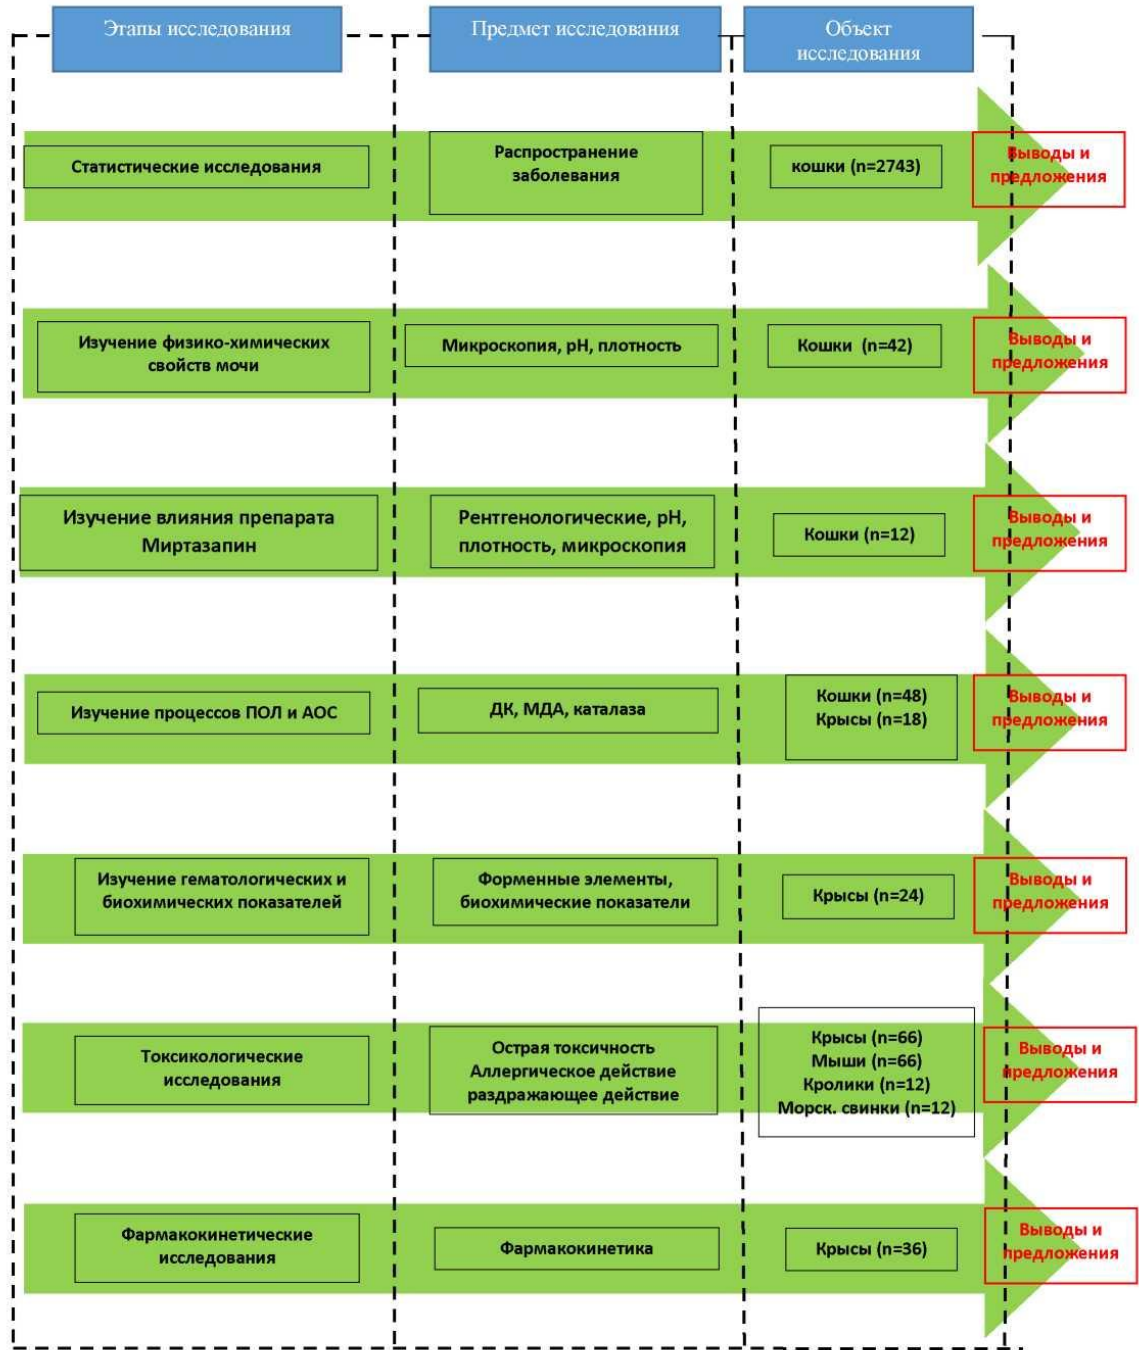 Этапы исследования
Предмет исследования
Объект
исследования
Статистические исследования
Распространение
заболевания
кошки (n=2743)
Выводы и
предложения
Изучение физико-химических
свойств мочи
Микроскопия, рН, плотность
Кошки (n=42)
Выводы и
предложения
Изучение влияния препарата
Миртазапин
Рентгенологические, рН,
плотность, микроскопия
Кошки (n=12)
Выводы и
предложения
Изучение процессов ПОЛ и АОС
ДК, МДА, каталаза
Кошки (n=48)
Крысы (n=18)
Выводы и
предложения
Изучение гематологических и
биохимических показателей
Форменные элементы,
биохимические показатели
Крысы (n=24)
Выводы и
предложения
Токсикологические
исследования
Острая токсичность
Аллергическое действие
раздражающее действие
Крысы (n=66)
Мыши (n=66)
Кролики (n=12)
Морск. свинки (n=12)
Выводы и
предложения
Фармакокинетические
исследования
Фармакокинетика
Крысы (n=36)
Выводы и
предложения